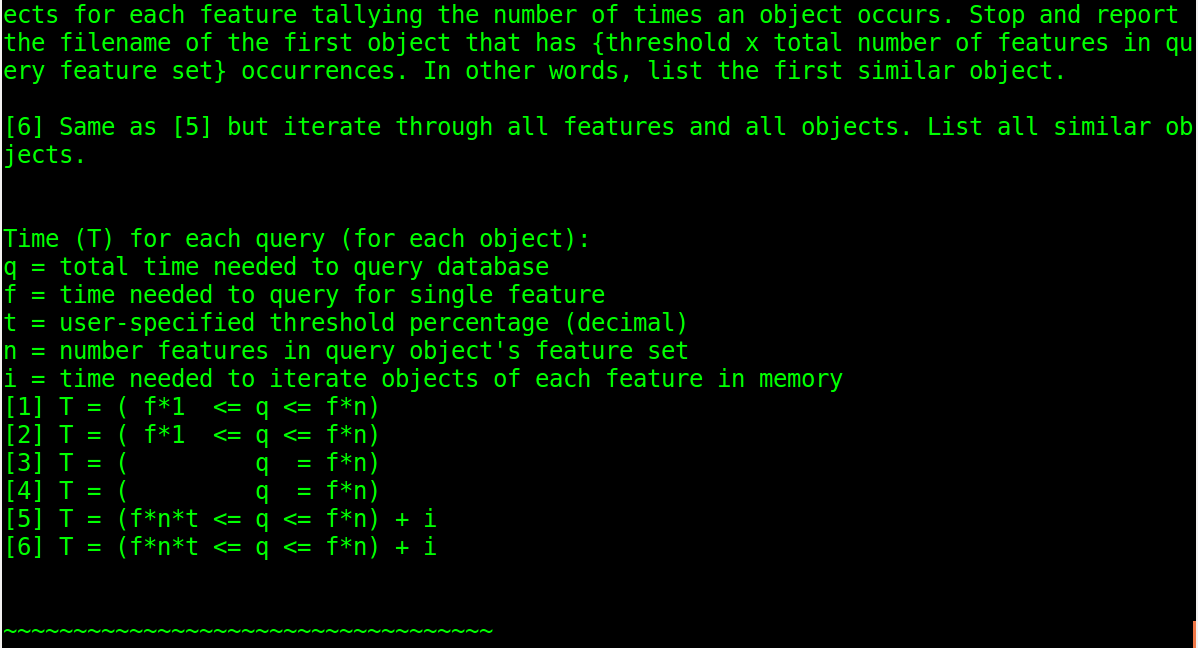 ects for each feature tallying the number of times an object occurs. Stop and report
the filename of the first object that has {threshold x total number of features in qu
ery feature set} occurrences. In other words, list the first similar object.
[6] Same as [5] but iterate through all features and all objects. List all similar ob
jects.
Time (T) for each query (for each object):
q = total time needed to query database
f = time needed to query for single feature
t = user-specified threshold percentage (decimal)
n = number features in query object's feature set
i = time needed to iterate objects of each feature in memory
[1] T = ( f*1  <= q <= f*n)
[2] T = ( f*1  <= q <= f*n)
[3] T = (         q  = f*n)
[4] T = (         q  = f*n)
[5] T = (f*n*t <= q <= f*n) + i
[6] T = (f*n*t <= q <= f*n) + i
~~~~~~~~~~~~~~~~~~~~~~~~~~~~~~~~~~~